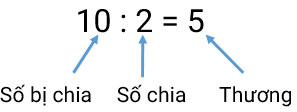 10 : 2 = 5
Số bị chia Số chia Thương